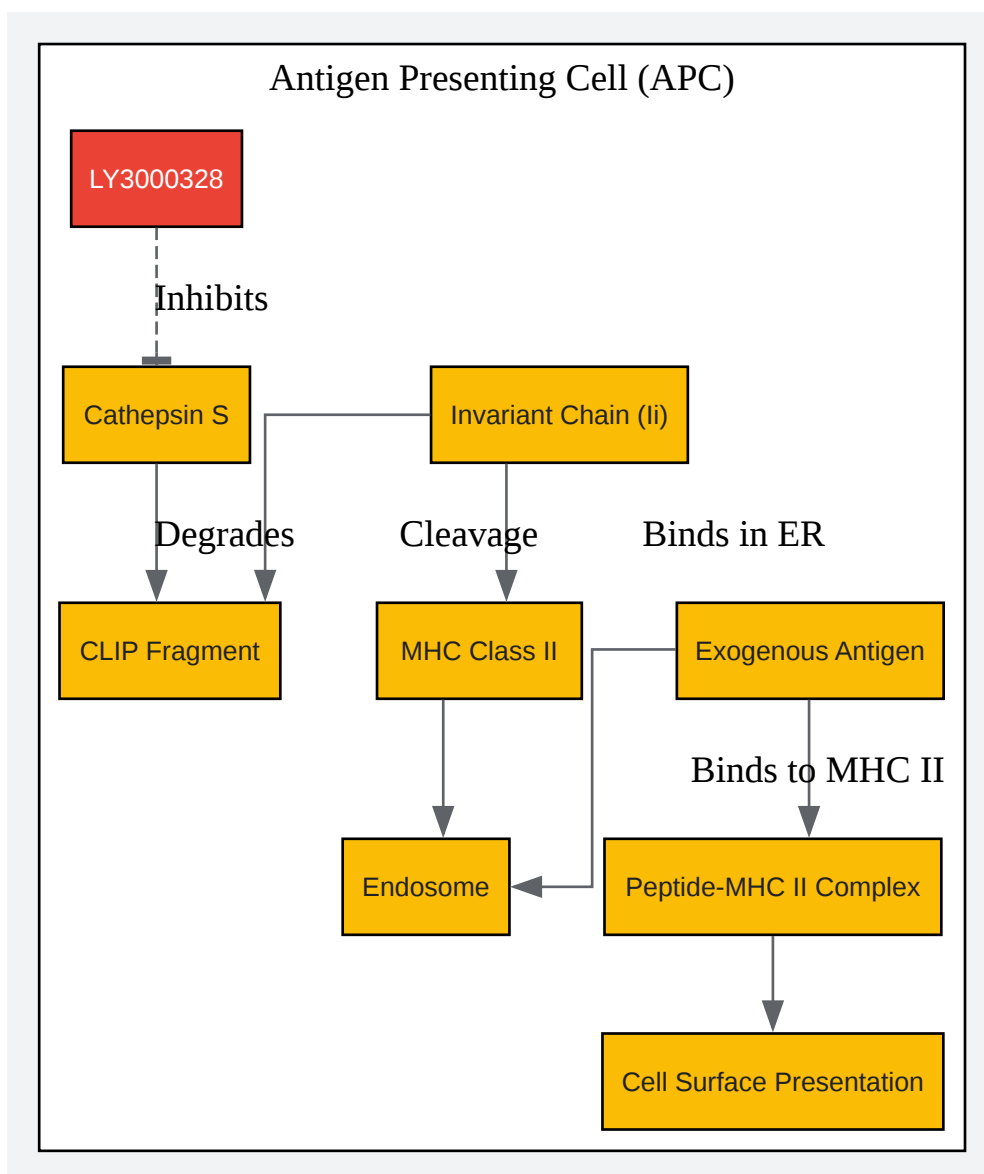 Antigen Presenting Cell (APC)
LY3000328
Inhibits
Cathepsin S
Invariant Chain (Ii)
Degrades
Cleavage
Binds in ER
CLIP Fragment
MHC Class II
Exogenous Antigen
Binds to MHC II
Endosome
Peptide-MHC II Complex
Cell Surface Presentation